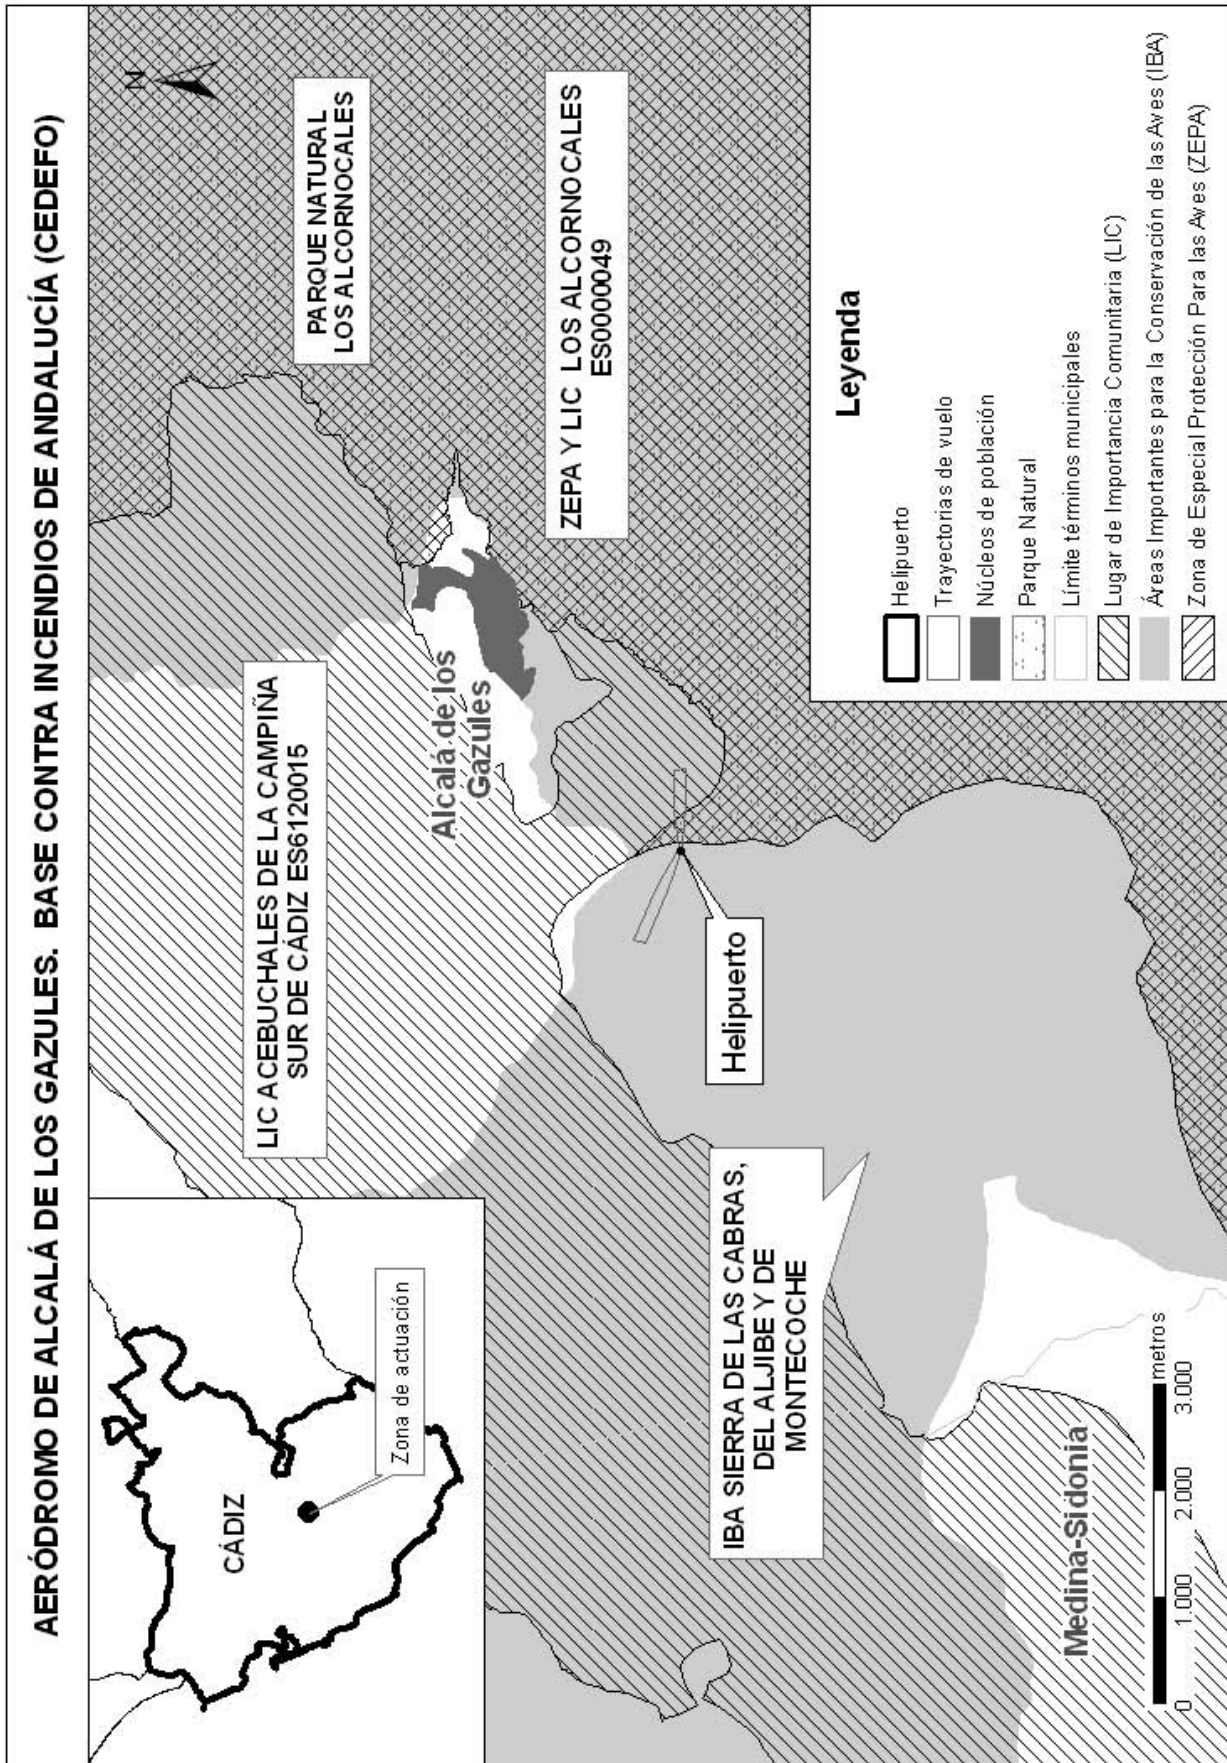 AERÓDROMO DE ALCALÁ DE LOS GAZULES. BASE CONTRA INCENDIOS DE ANDALUCÍA (CEDEFO)
CÁDIZ
Zona de actuación
N
LIC ACEBUCHALES DE LA CAMPIÑA
SUR DE CÁDIZ ES6120015
PARQUE NATURAL
LOS ALCORNOCALES
Alcalá de los
Gazules
ZEPA Y LIC LOS ALCORNOCALES
ES0000049
Helipuerto
IBA SIERRA DE LAS CABRAS,
DEL ALJIBE Y DE
MONTECOCHE
Medina-Sidonia
0 1.000 2.000 3.000
metros
Leyenda
Helipuerto
Trayectorias de vuelo
Núcleos de población
Parque Natural
Límite términos municipales
Lugar de Importancia Comunitaria (LIC)
Áreas Importantes para la Conservación de las Aves (IBA)
Zona de Especial Protección Para las Aves (ZEPA)